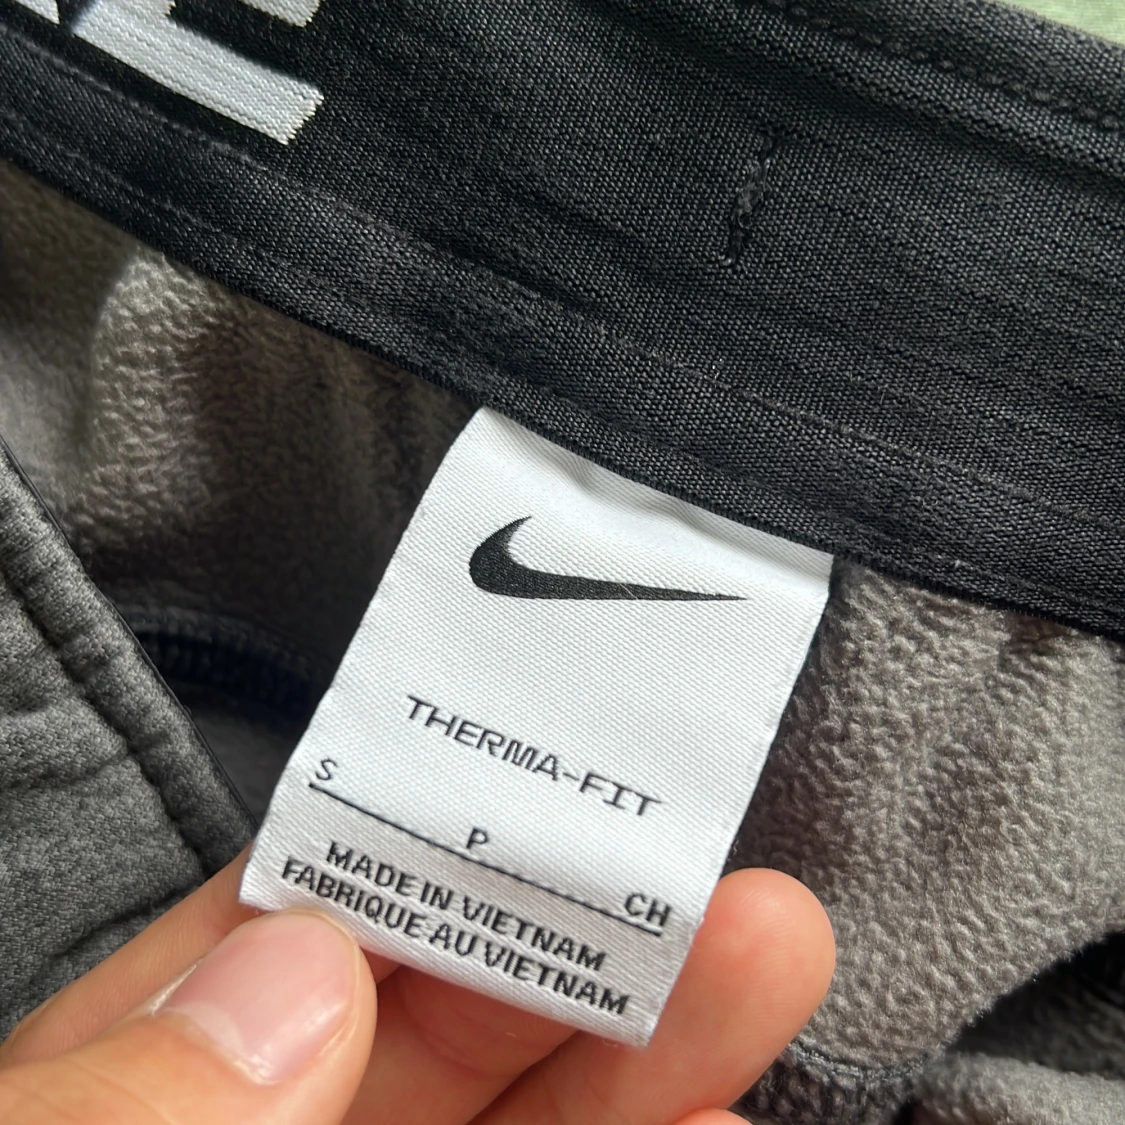 THERMA-FIT
S P CH
MADE IN VIETNAM
FABRIQUE AU VIETNAM